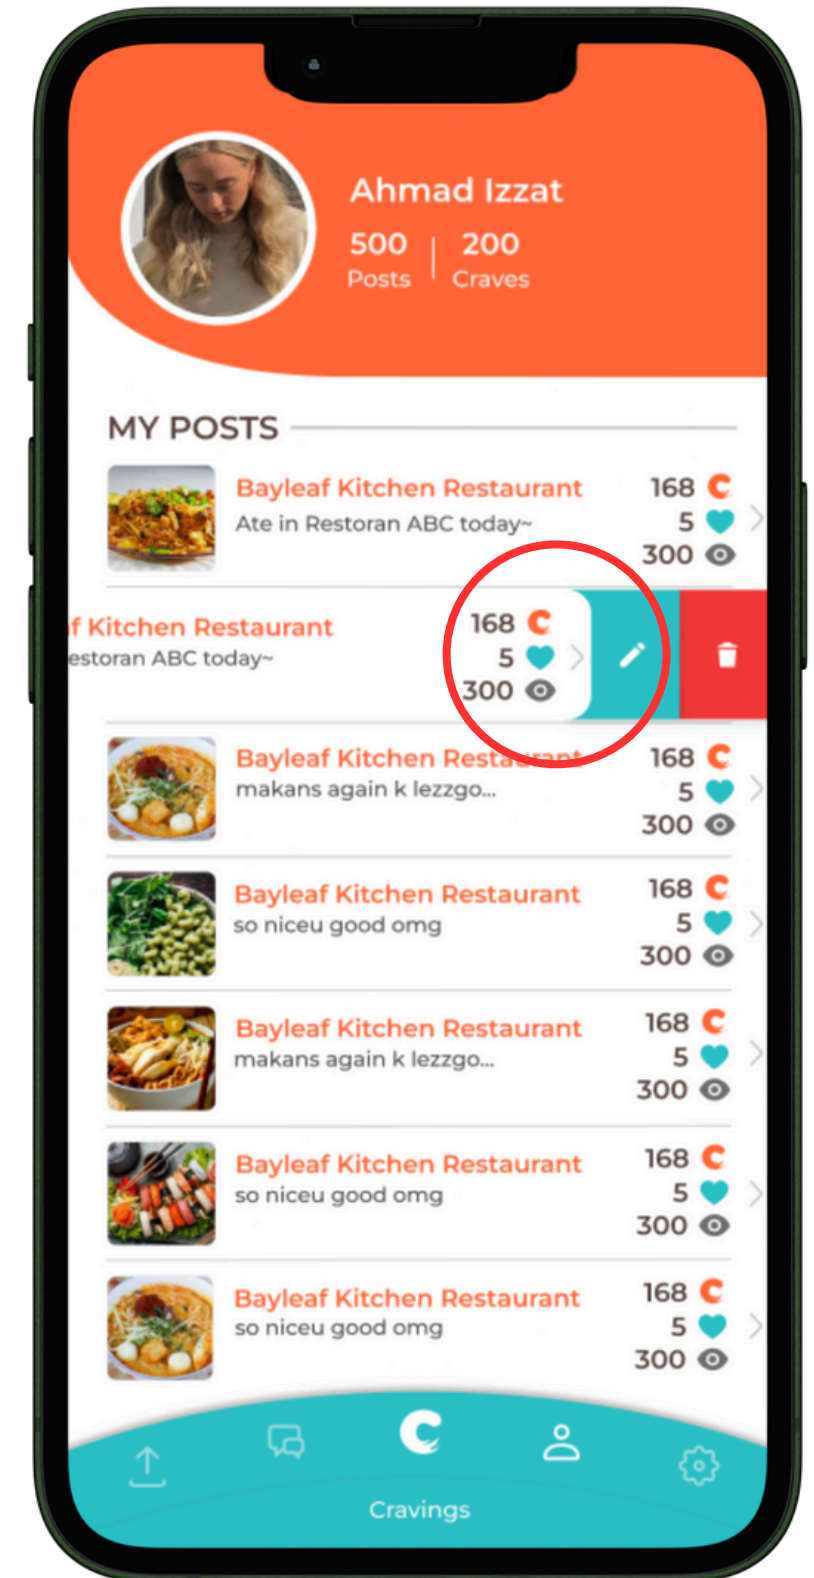 Ahmad Izzat
500 200
Posts Craves
MY POSTS
Bayleaf Kitchen Restaurant
Ate in Restoran ABC today~
168
5
300
f Kitchen Restaurant
estoran ABC today~
168
5
300
Bayleaf Kitchen Restaurant
makans again k lezzgo...
168
5
300
Bayleaf Kitchen Restaurant
so niceu good omg
168
5
300
Bayleaf Kitchen Restaurant
makans again k lezzgo...
168
5
300
Bayleaf Kitchen Restaurant
so niceu good omg
168
5
300
Bayleaf Kitchen Restaurant
so niceu good omg
168
5
300
Cravings